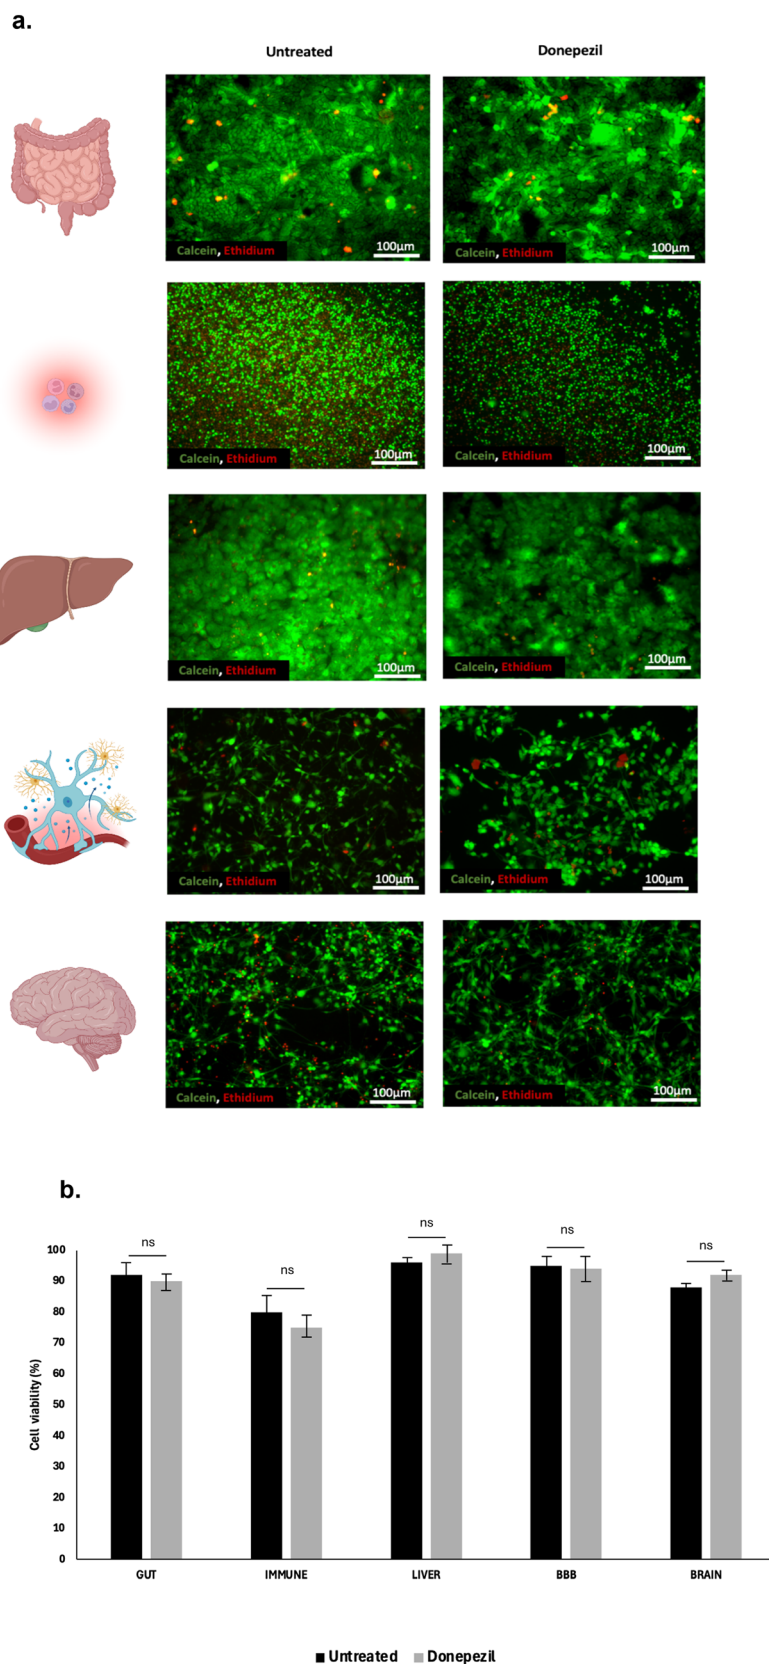 a.
Untreated Donepezil
Calcein, Ethidium 100µm Calcein, Ethidium 100µm
Calcein, Ethidium 100µm Calcein, Ethidium 100µm
Calcein, Ethidium 100µm Calcein, Ethidium 100µm
Calcein, Ethidium 100µm Calcein, Ethidium 100µm
Calcein, Ethidium 100µm Calcein, Ethidium 100µm
b.
ns ns ns ns ns
Cell viability (%)
100
90
80
70
60
50
40
30
20
10
0
GUT IMMUNE LIVER BBB BRAIN
Untreated Donepezil